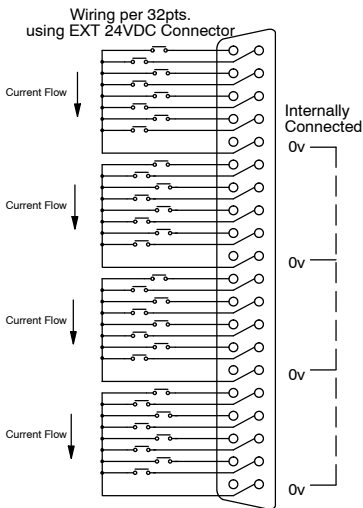 Wiring per 32pts.
using EXT 24VDC Connector
Current Flow
Internally
Connected
0v
Current Flow
0v
Current Flow
0v
Current Flow
0v